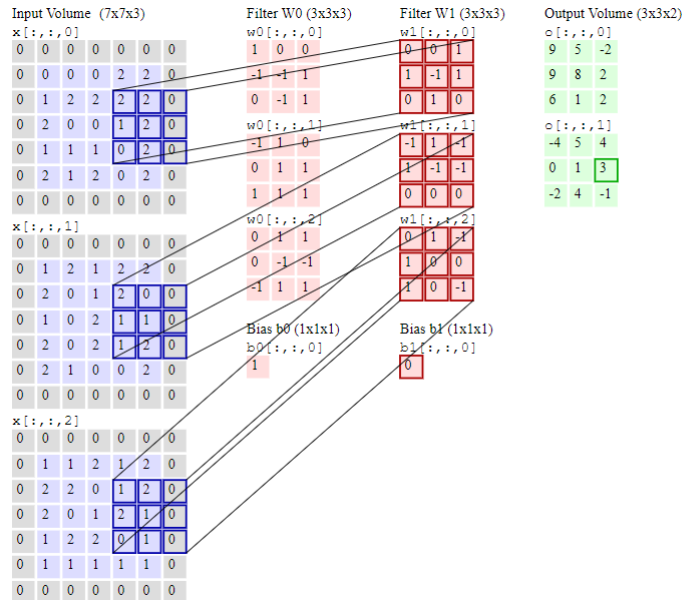 Input Volume (7x7x3)
x[:,:,0]
0 0 0 0 0 0 0
0 0 0 0 2 2 0
0 1 2 2 2 2 0
0 2 0 0 1 2 0
0 1 1 1 0 2 0
0 2 1 2 0 2 0
0 0 0 0 0 0 0
x[:,:,1]
0 0 0 0 0 0 0
0 1 2 1 2 2 0
0 2 0 1 2 0 0
0 1 0 2 1 1 0
0 2 0 2 1 2 0
0 2 1 0 0 2 0
0 0 0 0 0 0 0
x[:,:,2]
0 0 0 0 0 0 0
0 1 1 2 1 2 0
0 2 2 0 1 2 0
0 2 0 1 2 1 0
0 1 2 2 0 1 0
0 1 1 1 1 1 0
0 0 0 0 0 0 0
Filter W0 (3x3x3)
w0[:,:,0]
1 0 0
-1 -1 1
0 -1 1
w0[:,:,1]
-1 1 0
0 1 1
1 1 1
w0[:,:,2]
0 1 1
0 -1 -1
-1 1 1
Bias b0 (1x1x1)
b0[:,:,0]
1
Filter W1 (3x3x3)
w1[:,:,0]
0 0 1
1 -1 1
0 1 0
w1[:,:,1]
-1 1 -1
1 -1 -1
0 0 0
w1[:,:,2]
0 1 -1
1 0 0
1 0 -1
Bias b1 (1x1x1)
b1[:,:,0]
0
Output Volume (3x3x2)
o[:,:,0]
9 5 -2
9 8 2
6 1 2
o[:,:,1]
-4 5 4
0 1 3
-2 4 -1